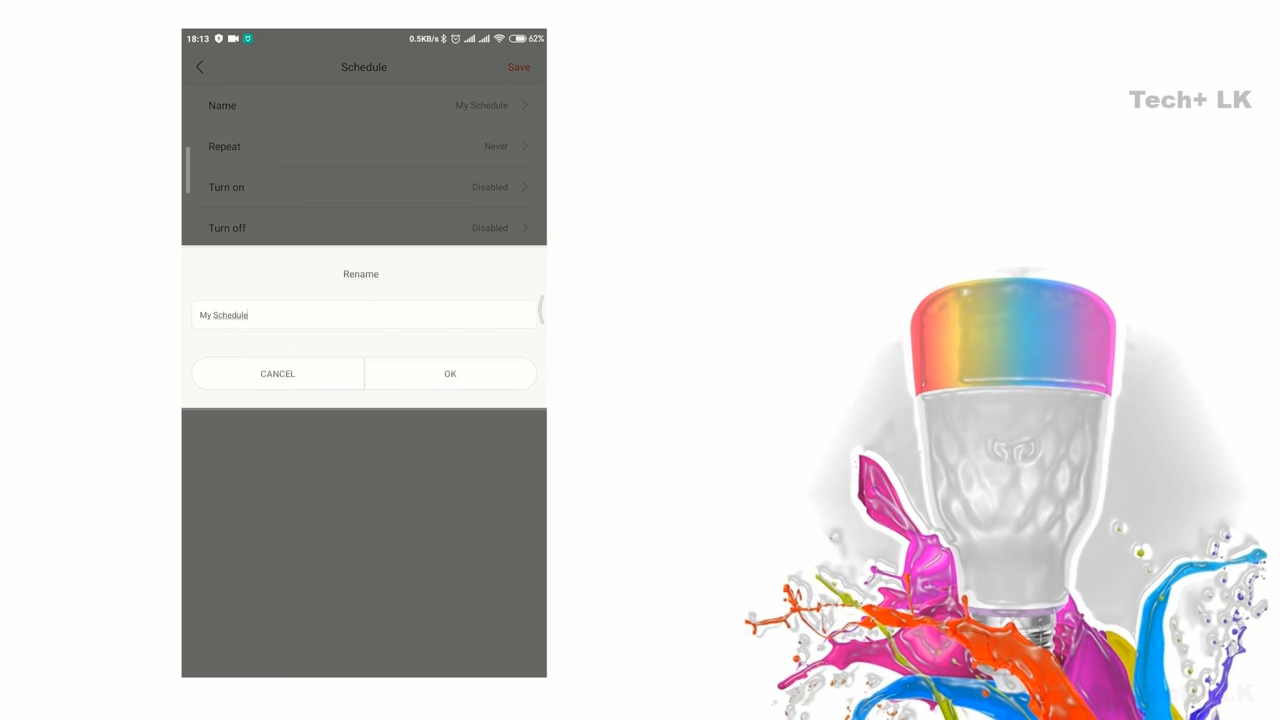 18:13 0.5KB/s 62%
Schedule Save
Name My Schedule
Repeat Never
Turn on Disabled
Turn off Disabled
Rename
My Schedule
CANCEL OK
Tech+ LK